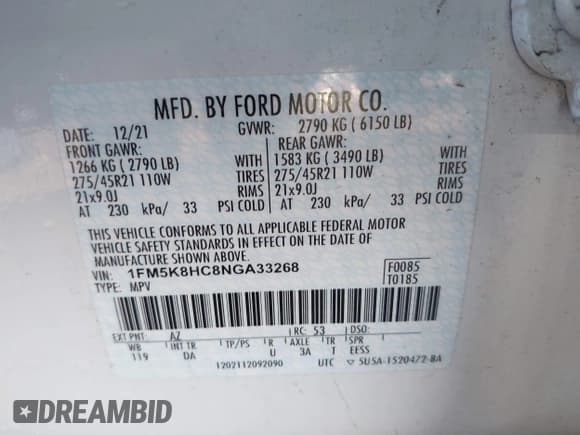 MFD. BY FORD MOTOR CO.
DATE: 12/21 GVWR: 2790 KG ( 6150 LB)
FRONT GAWR: REAR GAWR:
1266 KG ( 2790 LB) WITH 1583 KG ( 3490 LB) WITH
275/45R21 110W TIRES 275/45R21 110W TIRES
21x9.0J RIMS 21x9.0J RIMS
AT 230 kPa/ 33 PSI COLD AT 230 kPa/ 33 PSI COLD
THIS VEHICLE CONFORMS TO ALL APPLICABLE FEDERAL MOTOR
VEHICLE SAFETY STANDARDS IN EFFECT ON THE DATE OF
MANUFACTURE SHOWN ABOVE.
VIN: 1FM5K8HC8NGA33268 F0085
TYPE: MPV T0185
EXT PNT: AZ RC: 53 DSO:
WB INT TR TP/PS R AXLE TR SPR
119 DA U 3A T EESS
1202112092090 UTC ▽ 5USA-1520472-BA
DREAMBID